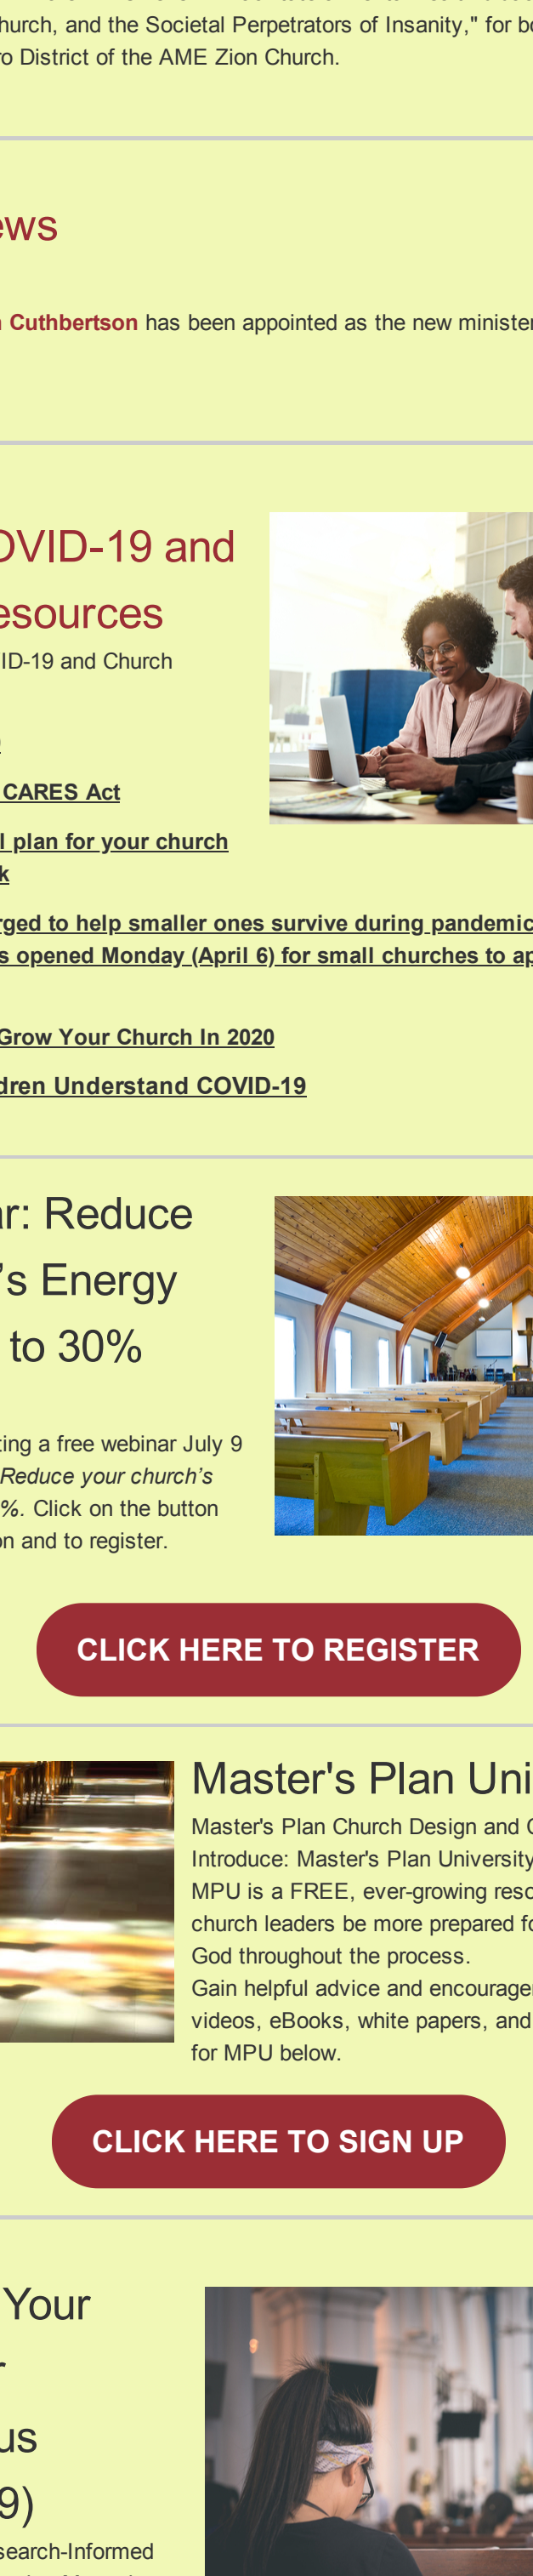 hurch, and the Societal Perpetrators of Insanity," for bo
ro District of the AME Zion Church.
ews
n Cuthbertson has been appointed as the new minister
OVID-19 and
esources
ID-19 and Church
CARES Act
l plan for your church
k
rged to help smaller ones survive during pandemic
s opened Monday (April 6) for small churches to ap
Grow Your Church In 2020
dren Understand COVID-19
ar: Reduce
's Energy
to 30%
ting a free webinar July 9
Reduce your church's
%. Click on the button
on and to register.
CLICK HERE TO REGISTER
Master's Plan Uni
Master's Plan Church Design and C
Introduce: Master's Plan University
MPU is a FREE, ever-growing reso
church leaders be more prepared fo
God throughout the process.
Gain helpful advice and encourage
videos, eBooks, white papers, and
for MPU below.
CLICK HERE TO SIGN UP
Your
r
us
9)
search-Informed